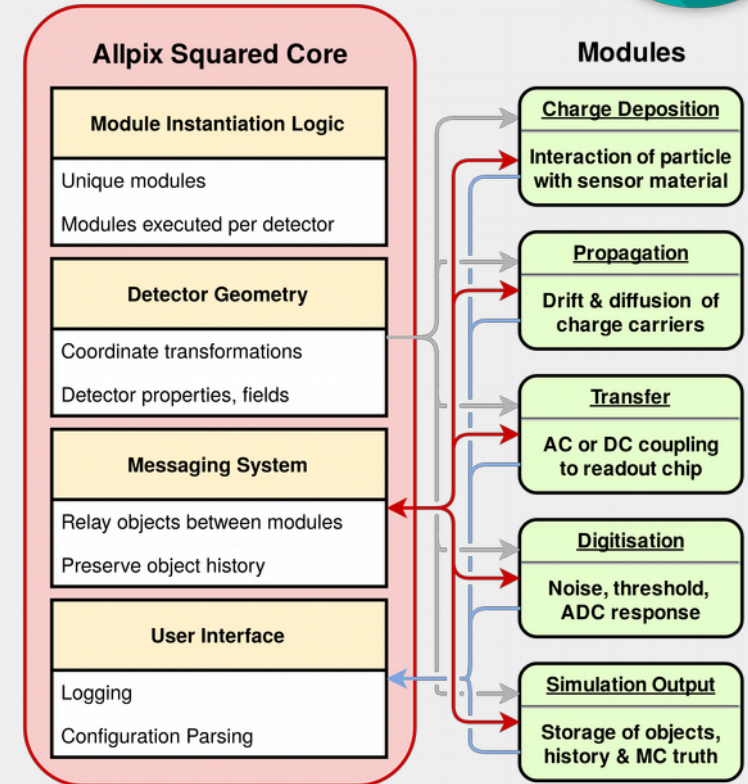 Allpix Squared Core
Module Instantiation Logic
Unique modules
Modules executed per detector
Detector Geometry
Coordinate transformations
Detector properties, fields
Messaging System
Relay objects between modules
Preserve object history
User Interface
Logging
Configuration Parsing
Modules
Charge Deposition
Interaction of particle
with sensor material
Propagation
Drift & diffusion of
charge carriers
Transfer
AC or DC coupling
to readout chip
Digitisation
Noise, threshold,
ADC response
Simulation Output
Storage of objects,
history & MC truth